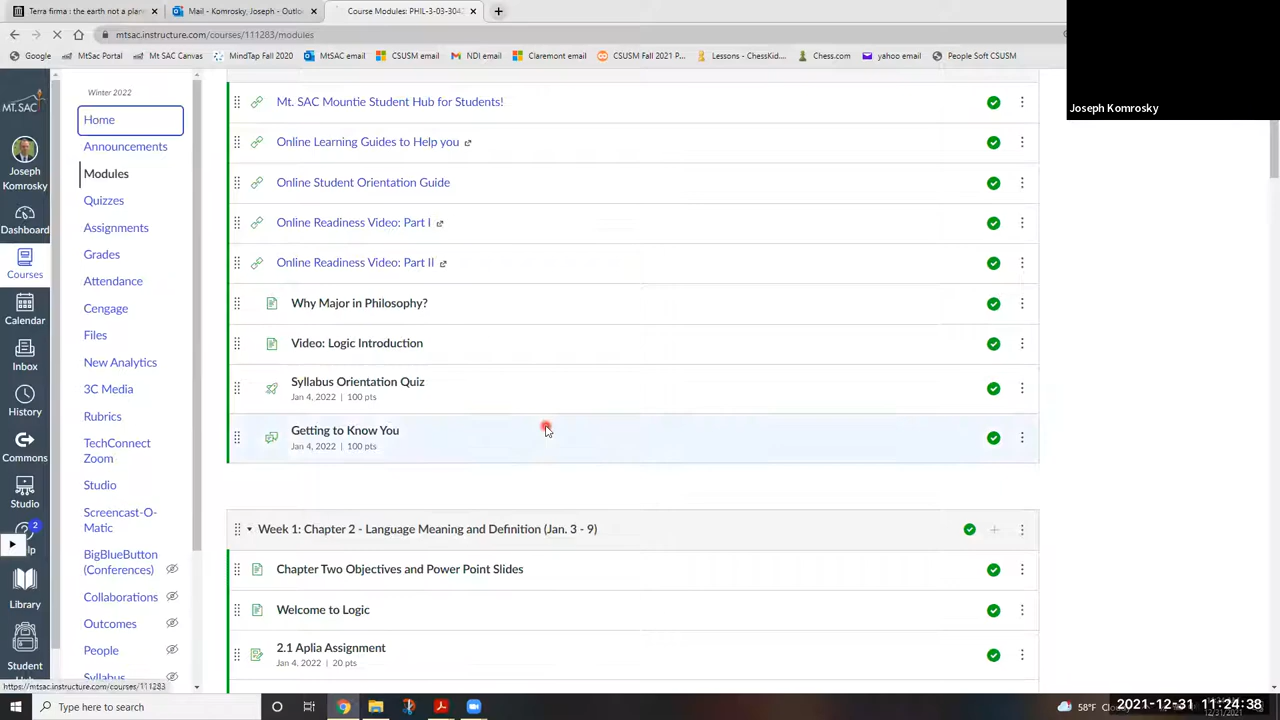 Terra firma : the earth not a plane
Mail - Komrosky, Joseph - Outloo
Course Modules: PHIL-3-03-304
mtsac.instructure.com/courses/111283/modules
Google
MtSac Portal
Mt SAC Canvas
MindTap Fall 2020
MtSAC email
CSUSM email
NDI email
Claremont email
CSUSM Fall 2021 P...
Lessons - ChessKid...
Chess.com
yahoo email
People Soft CSUSM
Joseph Komrosky
MT. SAC
Joseph
Komrosky
Dashboard
Courses
Calendar
Inbox
History
Commons
Studio
2
Library
Student
Winter 2022
Home
Announcements
Modules
Quizzes
Assignments
Grades
Attendance
Cengage
Files
New Analytics
3C Media
Rubrics
TechConnect
Zoom
Studio
Screencast-O-
Matic
BigBlueButton
(Conferences)
Collaborations
Outcomes
People
Syllabus
Mt. SAC Mountie Student Hub for Students!
Online Learning Guides to Help you
Online Student Orientation Guide
Online Readiness Video: Part I
Online Readiness Video: Part II
Why Major in Philosophy?
Video: Logic Introduction
Syllabus Orientation Quiz
Jan 4, 2022 | 100 pts
Getting to Know You
Jan 4, 2022 | 100 pts
Week 1: Chapter 2 - Language Meaning and Definition (Jan. 3 - 9)
Chapter Two Objectives and Power Point Slides
Welcome to Logic
2.1 Aplia Assignment
Jan 4, 2022 | 20 pts
https://mtsac.instructure.com/courses/111283
Type here to search
58°F
2021-12-31 11:24:38